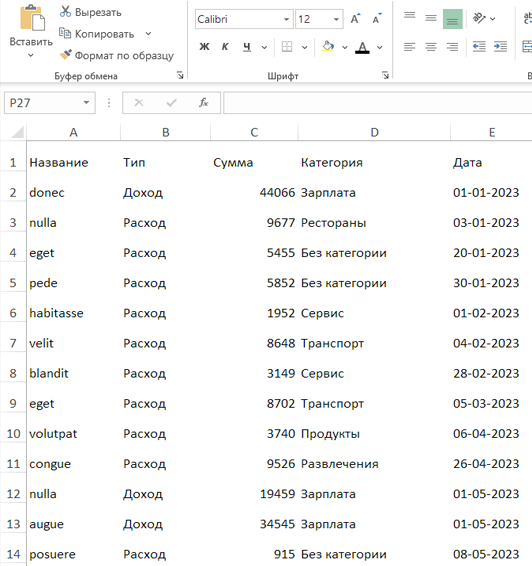 Вырезать
Копировать
Формат по образцу
Вставить
Буфер обмена
Calibri 12
Ж К Ч А
Шрифт
P27 fx
A B C D E
1 Название Тип Сумма Категория Дата
2 donec Доход 44066 Зарплата 01-01-2023
3 nulla Расход 9677 Рестораны 03-01-2023
4 eget Расход 5455 Без категории 20-01-2023
5 pede Расход 5852 Без категории 30-01-2023
6 habitasse Расход 1952 Сервис 01-02-2023
7 velit Расход 8648 Транспорт 04-02-2023
8 blandit Расход 3149 Сервис 28-02-2023
9 eget Расход 8702 Транспорт 05-03-2023
10 volutpat Расход 3740 Продукты 06-04-2023
11 congue Расход 9526 Развлечения 26-04-2023
12 nulla Доход 19459 Зарплата 01-05-2023
13 augue Доход 34545 Зарплата 01-05-2023
14 posuere Расход 915 Без категории 08-05-2023